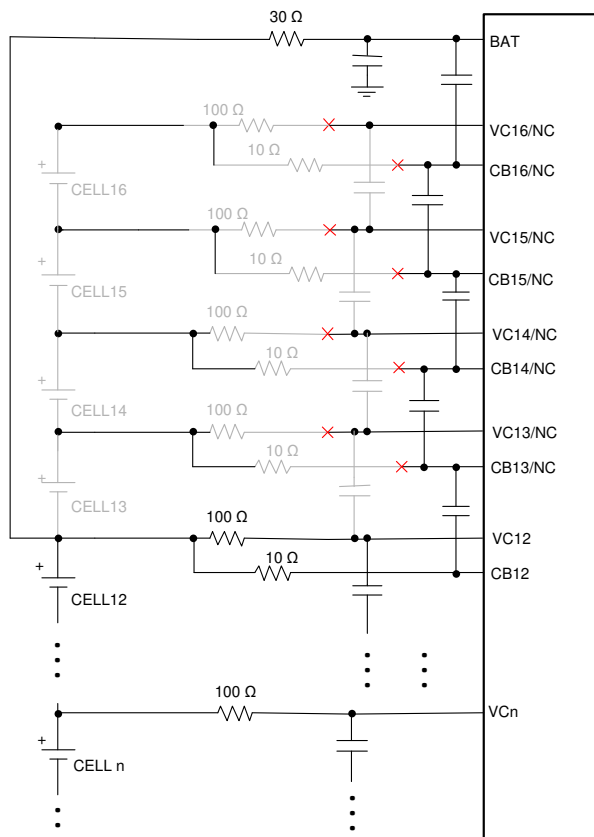 30 Ω
BAT
100 Ω
VC16/NC
10 Ω
CB16/NC
+
CELL16
100 Ω
VC15/NC
10 Ω
CB15/NC
+
CELL15
100 Ω
VC14/NC
10 Ω
CB14/NC
+
CELL14
100 Ω
VC13/NC
10 Ω
CB13/NC
+
CELL13
100 Ω
VC12
10 Ω
CB12
+
CELL12
100 Ω
VCn
+
CELL n